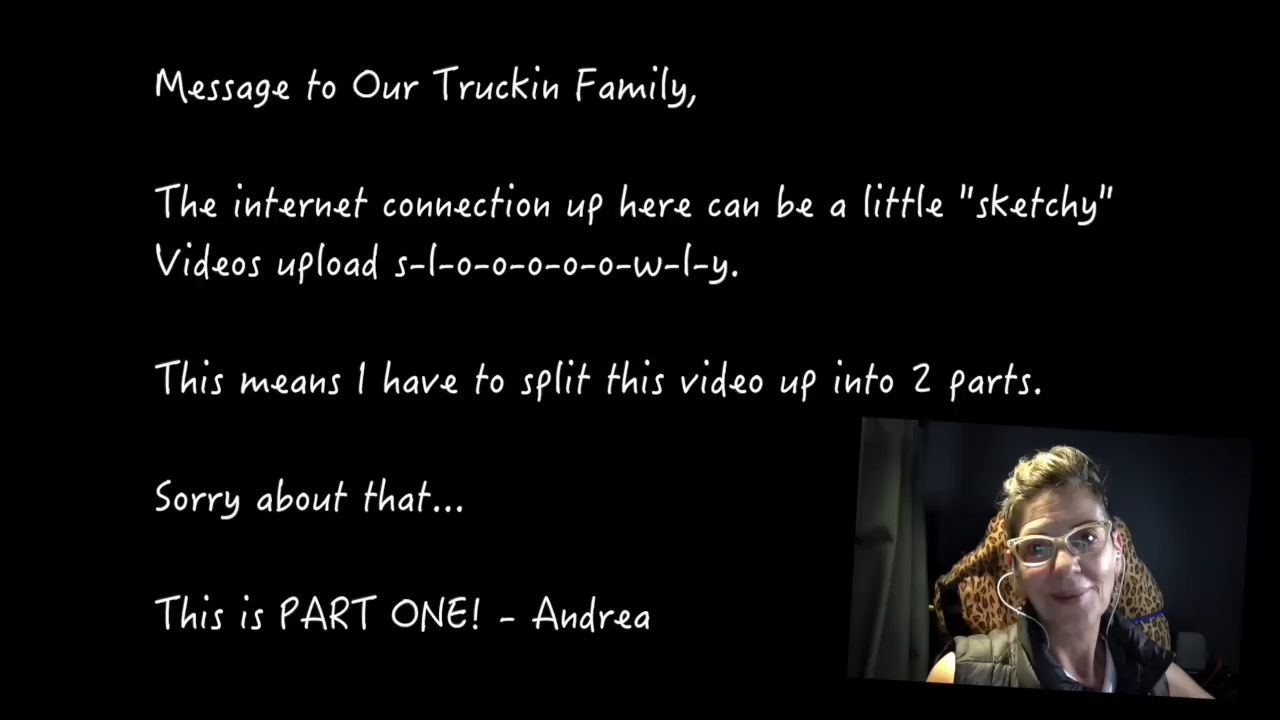 Message to Our Truckin Family,
The internet connection up here can be a little "sketchy"
Videos upload s-l-o-o-o-o-o-w-l-y.
This means I have to split this video up into 2 parts.
Sorry about that...
This is PART ONE! - Andrea